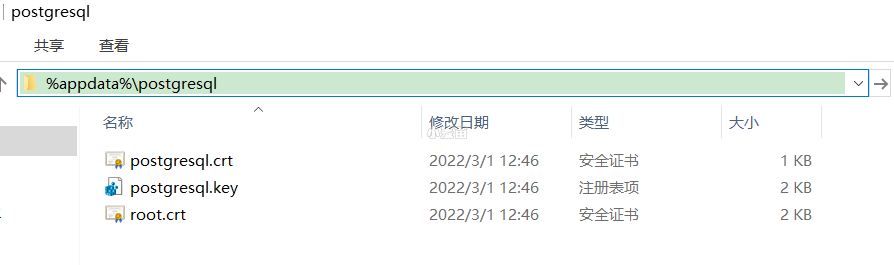 postgresql
共享 查看
%appdata%\postgresql
名称 修改日期 类型 大小
postgresql.crt 2022/3/1 12:46 安全证书 1 KB
postgresql.key 2022/3/1 12:46 注册表项 2 KB
root.crt 2022/3/1 12:46 安全证书 2 KB